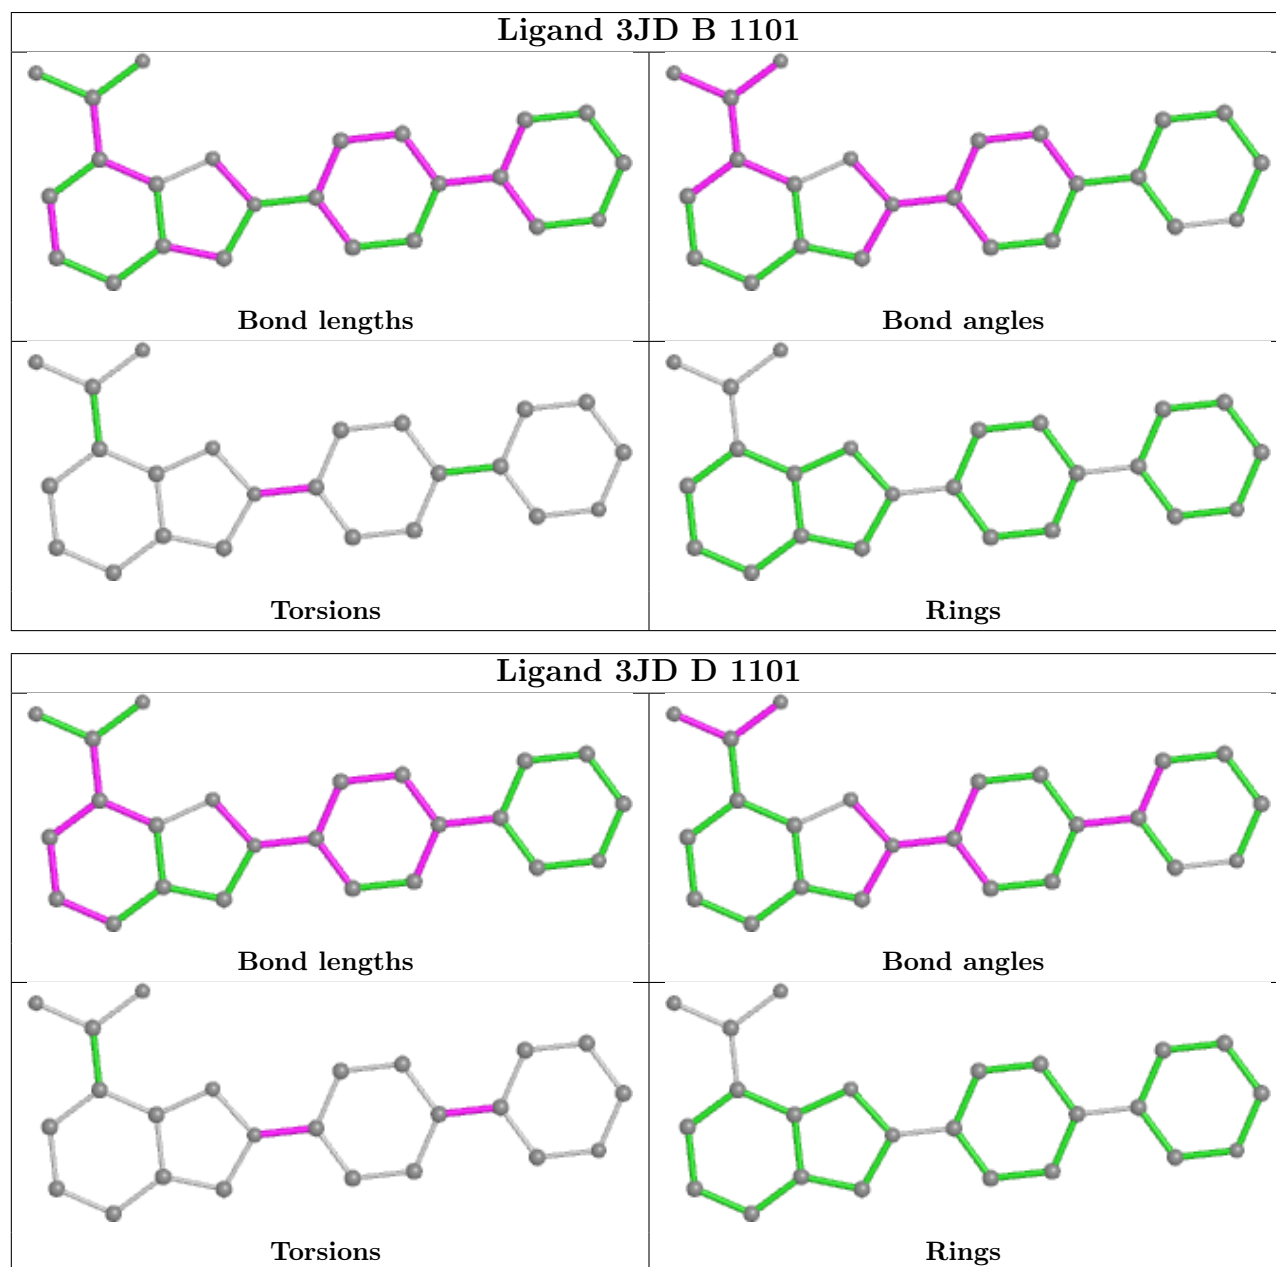 Ligand 3JD B 1101
Bond lengths
Bond angles
Torsions
Rings
Ligand 3JD D 1101
Bond lengths
Bond angles
Torsions
Rings